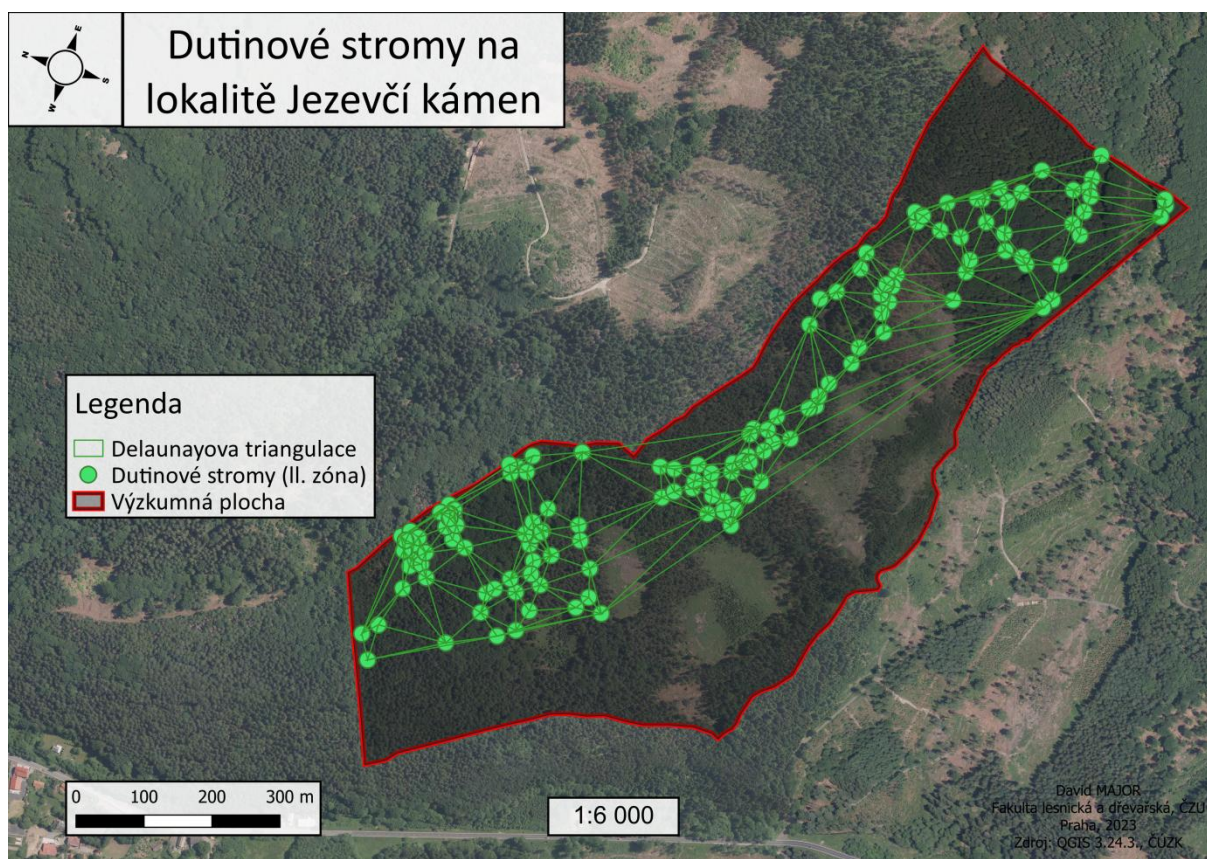 N
E
S
W
Dutinové stromy na
lokalitě Jezevčí kámen
Legenda
Delaunayova triangulace
Dutinové stromy (II. zóna)
Výzkumná plocha
0 100 200 300 m
1:6 000
David MAJOR
Fakulta lesnická a dřevařská, ČZU
Praha, 2023
Zdroj: QGIS 3.24.3., ČÚZK